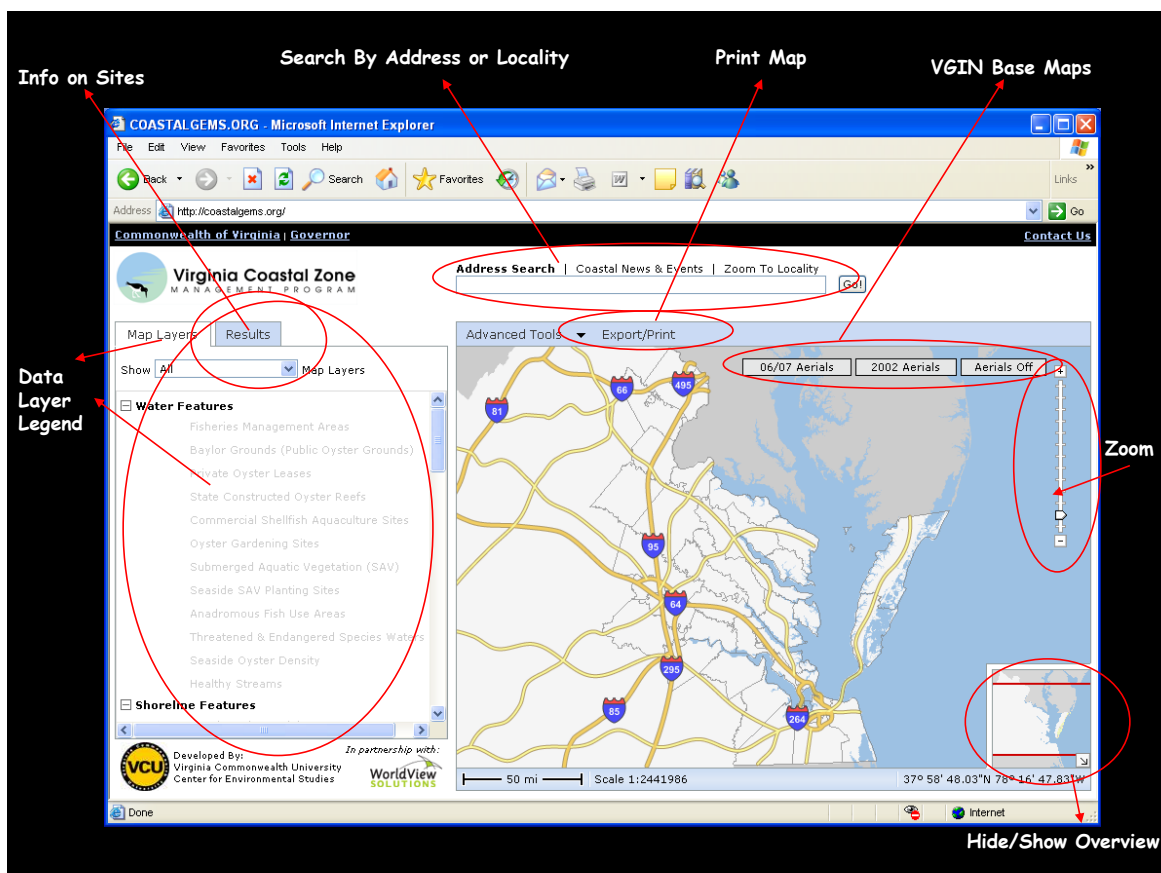 Search By Address or Locality
Print Map
VGIN Base Maps
Info on Sites
COASTALGEMS.ORG - Microsoft Internet Explorer
File Edit View Favorites Tools Help
Back Search Favorites Links
Address http://coastalgems.org/ Go
Commonwealth of Virginia | Governor Contact Us
Virginia Coastal Zone
MANAGEMENT PROGRAM
Address Search | Coastal News & Events | Zoom To Locality
Go!
Map Layers Results
Advanced Tools Export/Print
Show All Map Layers
06/07 Aerials 2002 Aerials Aerials Off
Data
Layer
Legend
Zoom
Water Features
Fisheries Management Areas
Baylor Grounds (Public Oyster Grounds)
Private Oyster Leases
State Constructed Oyster Reefs
Commercial Shellfish Aquaculture Sites
Oyster Gardening Sites
Submerged Aquatic Vegetation (SAV)
Seaside SAV Planting Sites
Anadromous Fish Use Areas
Threatened & Endangered Species Waters
Seaside Oyster Density
Healthy Streams
Shoreline Features
66
495
81
95
64
295
85
264
VCU
Developed By:
Virginia Commonwealth University
Center for Environmental Studies
In partnership with:
WorldView
SOLUTIONS
50 mi Scale 1:2441986 37º 58' 48.03"N 78º 16' 47.83"W
Done Internet
Hide/Show Overview